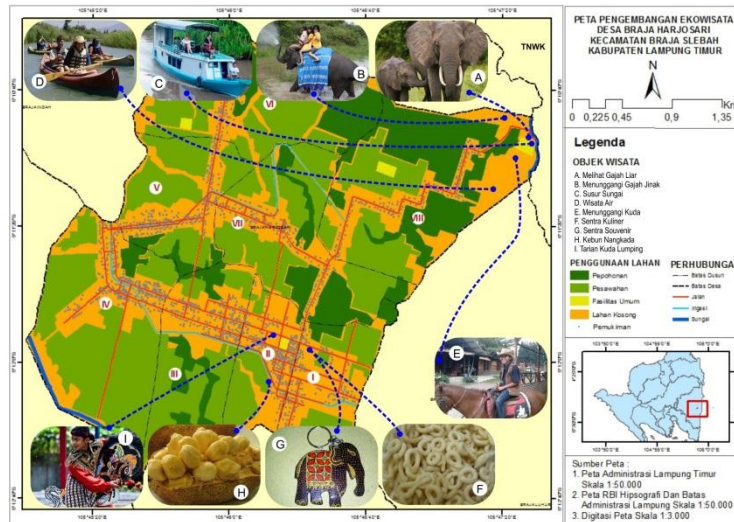 PETA PENGEMBANGAN EKOWISATA
DESA BRAJA HARJOSARI
KECAMATAN BRAJA SLEBAH
KABUPATEN LAMPUNG TIMUR
N
Km
0 0,225 0,45 0,9 1,35
Legenda
OBJEK WISATA
A. Melihat Gajah Liar
B. Menunggangi Gajah Jinak
C. Susur Sungai
D. Wisata Air
E. Menunggangi Kuda
F. Sentra Kuliner
G. Sentra Souvenir
H. Kebun Nangkada
I. Tarian Kuda Lumping
PENGGUNAAN LAHAN
Pepohonan
Pesawahan
Fasilitas Umum
Lahan Kosong
Pemukiman
PERHUBUNGA
Batas Dusun
Batas Desa
Jalan
Irigasi
Sungai
Sumber Peta :
1. Peta Administrasi Lampung Timur
Skala 1:50.000
2. Peta RBI Hipsografi Dan Batas
Administrasi Lampung Skala 1:50.000
3. Digitasi Peta Skala 1:3.000
TNWK
D
C
B
A
VI
V
VII
VIII
IV
III
II
I
E
I
H
G
F